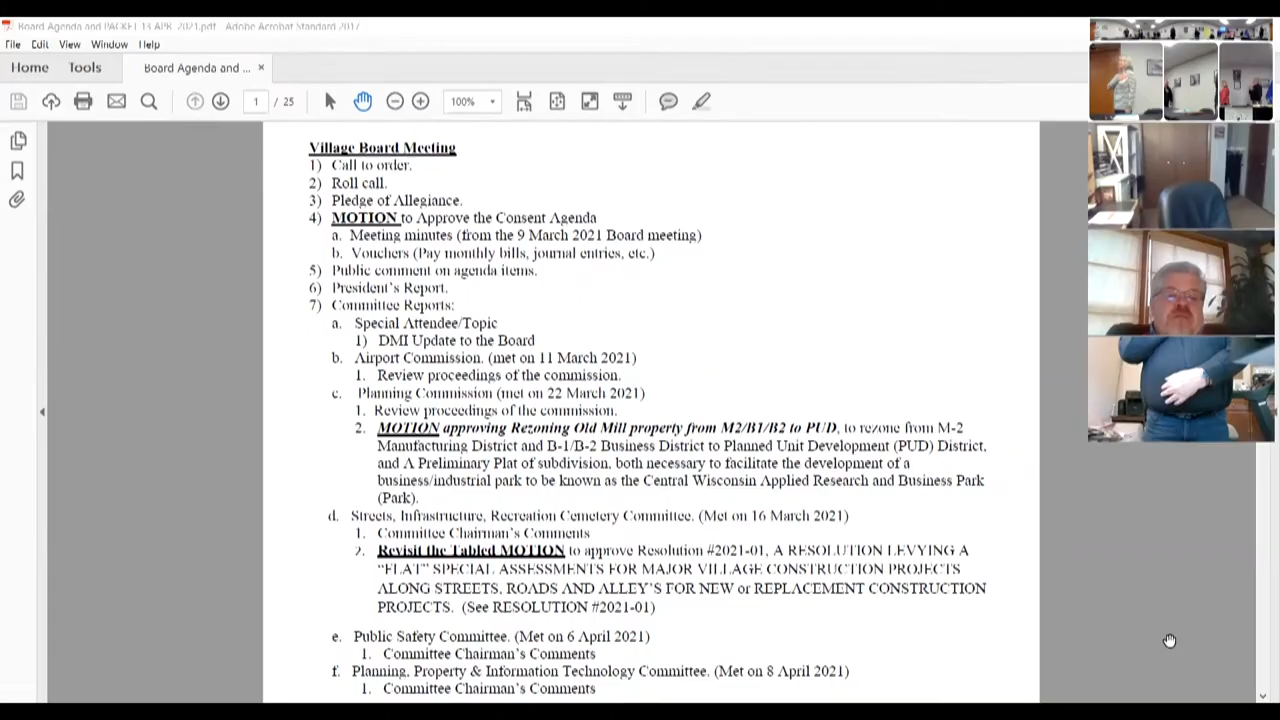 Board Agenda and PACKET 13 APR 2021.pdf - Adobe Acrobat Standard 2017
File Edit View Window Help
Home Tools Board Agenda and ... ×
1 / 25 100%
Village Board Meeting
1) Call to order.
2) Roll call.
3) Pledge of Allegiance.
4) MOTION to Approve the Consent Agenda
a. Meeting minutes (from the 9 March 2021 Board meeting)
b. Vouchers (Pay monthly bills, journal entries, etc.)
5) Public comment on agenda items.
6) President's Report.
7) Committee Reports:
a. Special Attendee/Topic
1) DMI Update to the Board
b. Airport Commission. (met on 11 March 2021)
1. Review proceedings of the commission.
c. Planning Commission (met on 22 March 2021)
1. Review proceedings of the commission.
2. MOTION approving Rezoning Old Mill property from M2/B1/B2 to PUD, to rezone from M-2
Manufacturing District and B-1/B-2 Business District to Planned Unit Development (PUD) District,
and A Preliminary Plat of subdivision, both necessary to facilitate the development of a
business/industrial park to be known as the Central Wisconsin Applied Research and Business Park
(Park).
d. Streets, Infrastructure, Recreation Cemetery Committee. (Met on 16 March 2021)
1. Committee Chairman's Comments
2. Revisit the Tabled MOTION to approve Resolution #2021-01, A RESOLUTION LEVYING A
"FLAT" SPECIAL ASSESSMENTS FOR MAJOR VILLAGE CONSTRUCTION PROJECTS
ALONG STREETS, ROADS AND ALLEY'S FOR NEW or REPLACEMENT CONSTRUCTION
PROJECTS. (See RESOLUTION #2021-01)
e. Public Safety Committee. (Met on 6 April 2021)
1. Committee Chairman's Comments
f. Planning, Property & Information Technology Committee. (Met on 8 April 2021)
1. Committee Chairman's Comments